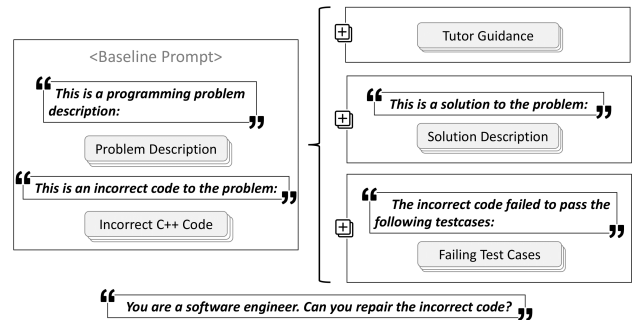 <Baseline Prompt>
“ This is a programming problem
description: ”
Problem Description
“ This is an incorrect code to the problem: ”
Incorrect C++ Code
Tutor Guidance
“ This is a solution to the problem: ”
Solution Description
“ The incorrect code failed to pass the
following testcases: ”
Failing Test Cases
“ You are a software engineer. Can you repair the incorrect code? ”